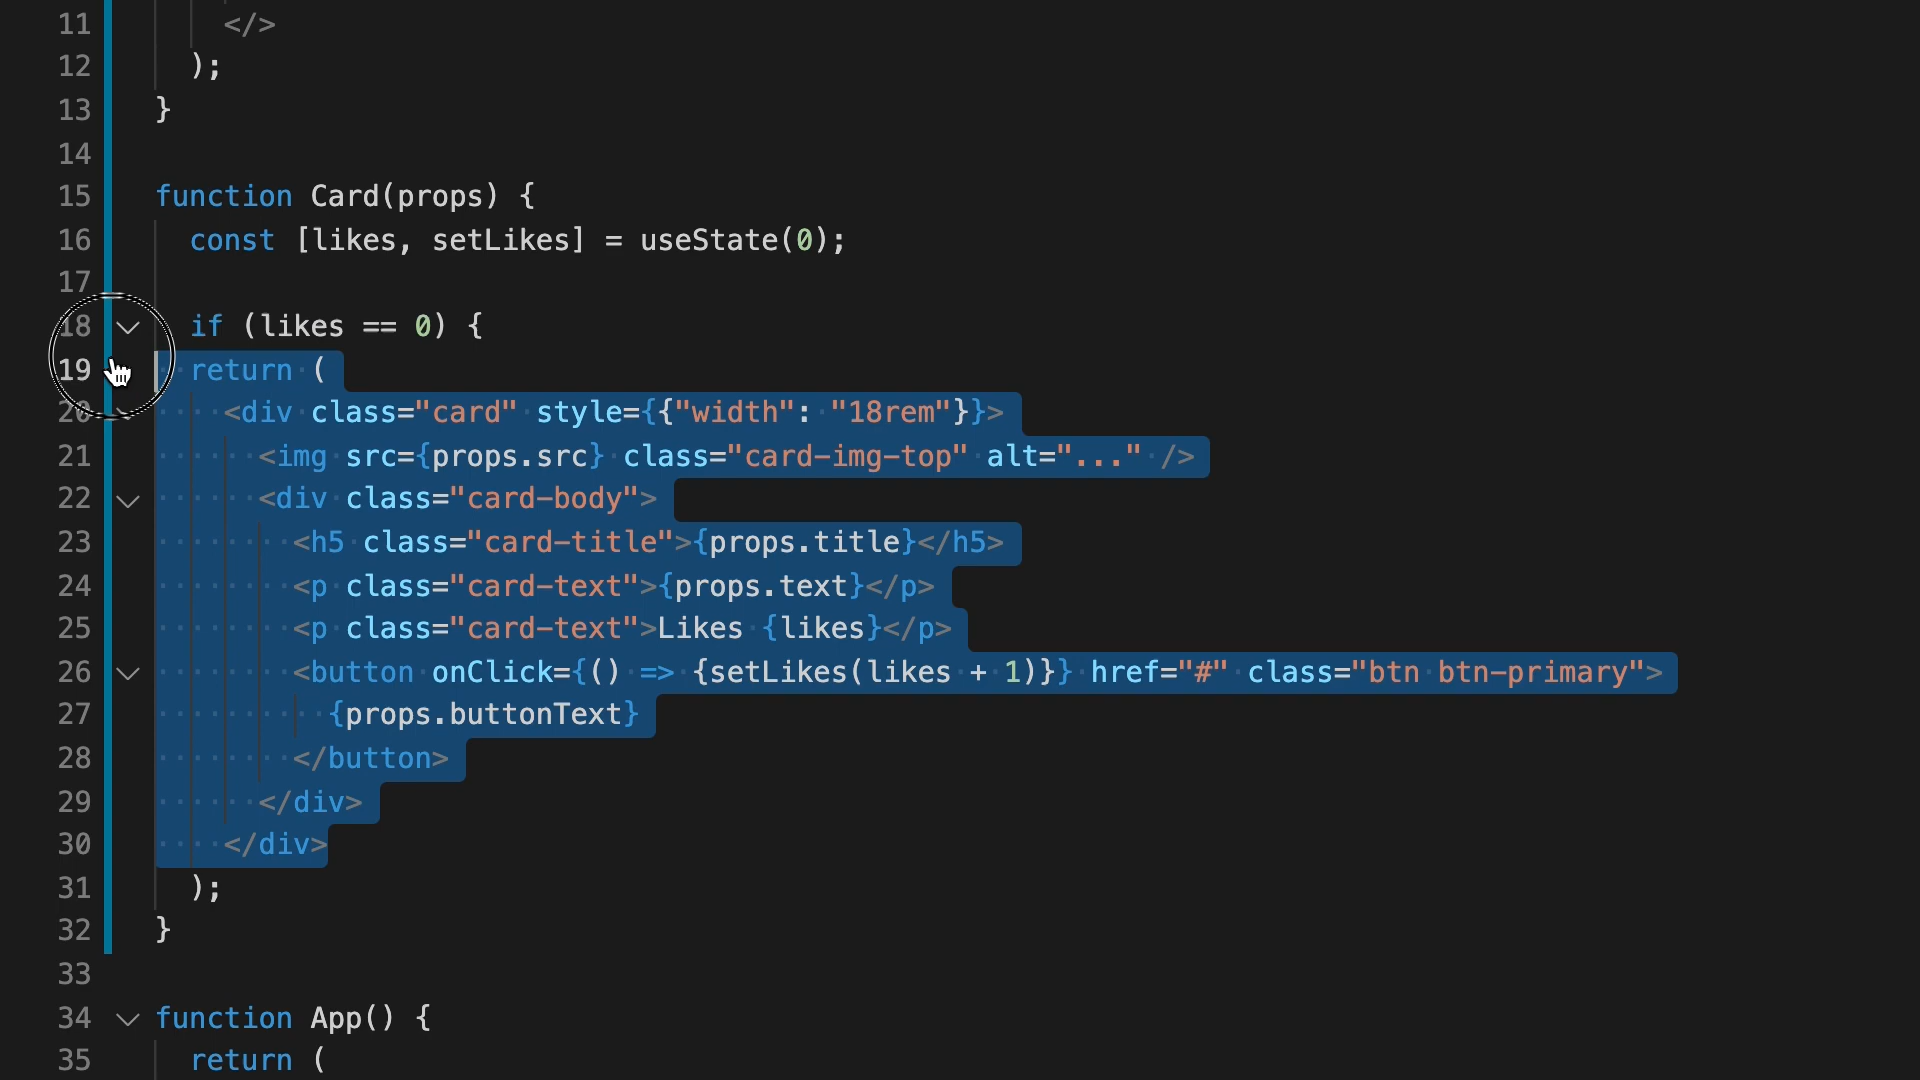 11 </>
12 );
13 }
14
15 function Card(props) {
16 const [likes, setLikes] = useState(0);
17
18 if (likes == 0) {
19 return (
20 <div class="card" style={{"width": "18rem"}}>
21 <img src={props.src} class="card-img-top" alt="..." />
22 <div class="card-body">
23 <h5 class="card-title">{props.title}</h5>
24 <p class="card-text">{props.text}</p>
25 <p class="card-text">Likes {likes}</p>
26 <button onClick={() => {setLikes(likes + 1)}} href="#" class="btn btn-primary">
27 {props.buttonText}
28 </button>
29 </div>
30 </div>
31 );
32 }
33
34 function App() {
35 return (